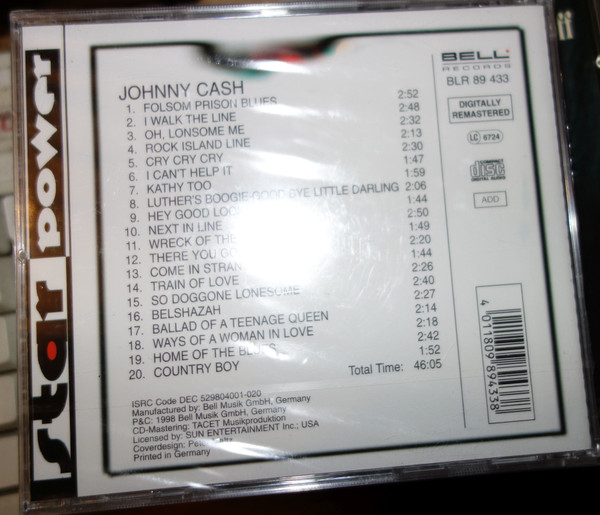 star power
ff
JOHNNY CASH
1. FOLSOM PRISON BLUES 2:52
2. I WALK THE LINE 2:48
3. OH, LONSOME ME 2:32
4. ROCK ISLAND LINE 2:13
5. CRY CRY CRY 2:30
6. I CAN'T HELP IT 1:47
7. KATHY TOO 1:59
8. LUTHER'S BOOGIE-GOOD BYE LITTLE DARLING 2:06
9. HEY GOOD 1:44
10. NEXT IN LINE 2:50
11. WRECK OF THE 1:49
12. THERE YOU 2:20
13. COME IN 1:44
14. TRAIN OF LOVE 2:26
15. SO DOGGONE LONESOME 2:40
16. BELSHAZAH 2:27
17. BALLAD OF A TEENAGE QUEEN 2:14
18. WAYS OF A WOMAN IN LOVE 2:18
19. HOME OF THE BLUES 2:42
20. COUNTRY BOY 1:52
Total Time: 46:05
ISRC Code DEC 529804001-020
Manufactured by: Bell Musik GmbH, Germany
P&C: 1998 Bell Musik GmbH, Germany
CD-Mastering: TACET Musikproduktion
Licensed by: SUN ENTERTAINMENT Inc.; USA
Coverdesign:
Printed in Germany
BELL
RECORDS
BLR 89 433
DIGITALLY
REMASTERED
LC 6724
COMPACT
disc
DIGITAL AUDIO
ADD
4 011809 894338